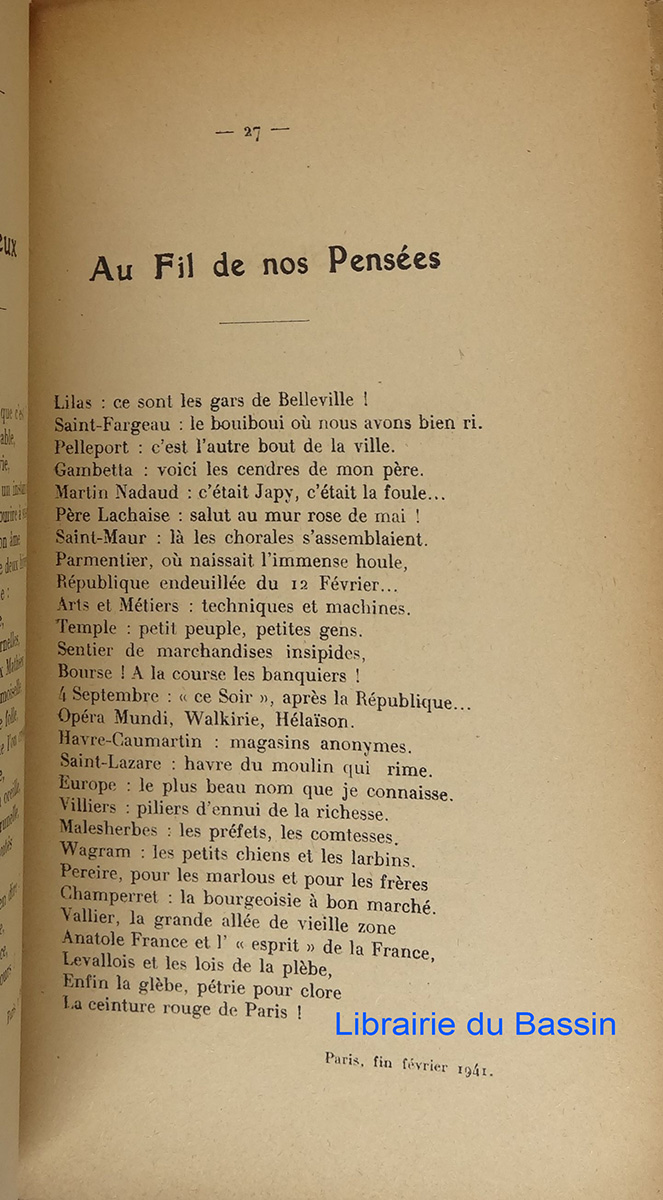 — 27 —
Au Fil de nos Pensées
Lilas : ce sont les gars de Belleville !
Saint-Fargeau : le bouiboui où nous avons bien ri.
Pelleport : c'est l'autre bout de la ville.
Gambetta : voici les cendres de mon père.
Martin Nadaud : c'était Japy, c'était la foule...
Père Lachaise : salut au mur rose de mai !
Saint-Maur : là les chorales s'assemblaient.
Parmentier, où naissait l'immense houle,
République endeuillée du 12 Février...
Arts et Métiers : techniques et machines.
Temple : petit peuple, petites gens.
Sentier de marchandises insipides,
Bourse ! A la course les banquiers !
4 Septembre : « ce Soir », après la République...
Opéra Mundi, Walkirie, Hélaïson.
Havre-Caumartin : magasins anonymes.
Saint-Lazare : havre du moulin qui rime.
Europe : le plus beau nom que je connaisse.
Villiers : piliers d'ennui de la richesse.
Malesherbes : les préfets, les comtesses.
Wagram : les petits chiens et les larbins.
Pereire, pour les marlous et pour les frères
Champerret : la bourgeoisie à bon marché.
Vallier, la grande allée de vieille zone
Anatole France et l' « esprit » de la France,
Levallois et les lois de la plèbe,
Enfin la glèbe, pétrie pour clore
La ceinture rouge de Paris !
Librairie du Bassin
Paris, fin février 1941.